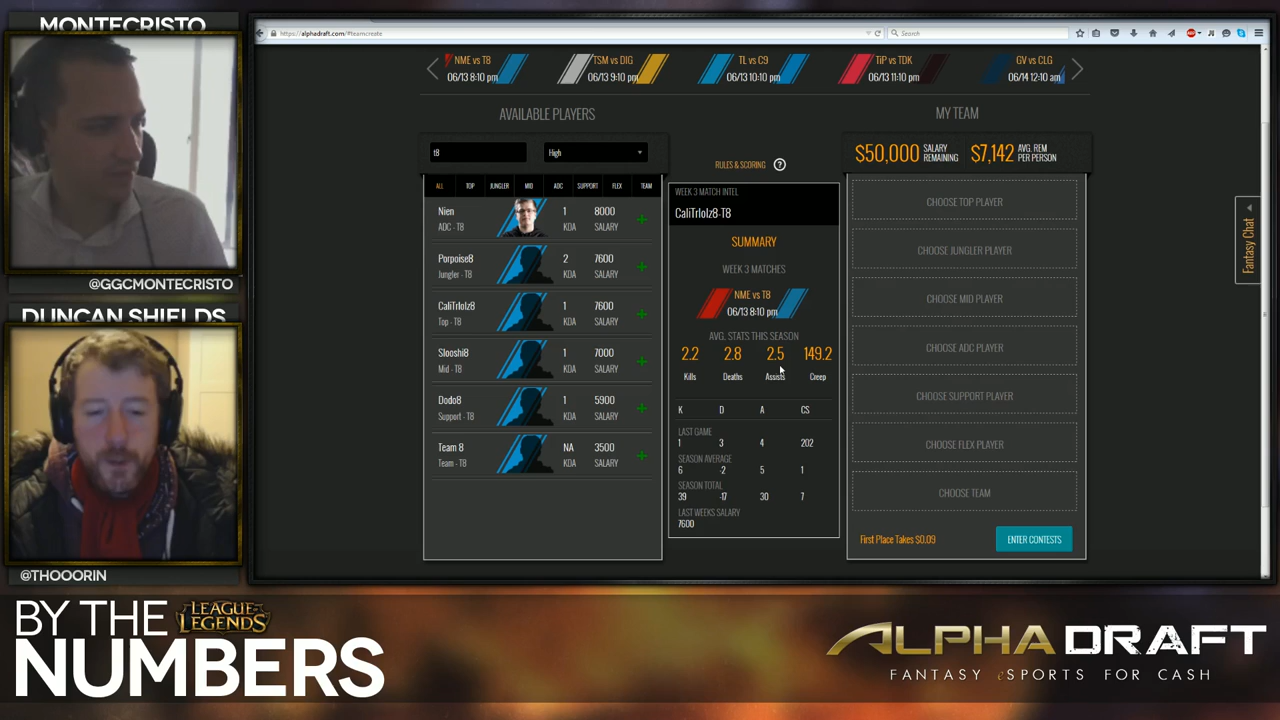 MONTECRISTO
@GGCMONTECRISTO
DUNCAN SHIELDS
@THOOORIN
https://alphadraft.com/#teamcreate
Search
NME vs T8
06/13 8:10 pm
TSM vs DIG
06/13 9:10 pm
TL vs C9
06/13 10:10 pm
TiP vs TDK
06/13 11:10 pm
GV vs CLG
06/14 12:10 am
AVAILABLE PLAYERS
t8
High
ALL TOP JUNGLER MID ADC SUPPORT FLEX TEAM
Nien 1 8000
ADC - T8 KDA SALARY
Porpoise8 2 7600
Jungler - T8 KDA SALARY
CaliTrlolz8 1 7600
Top - T8 KDA SALARY
Slooshi8 1 7000
Mid - T8 KDA SALARY
Dodo8 1 5900
Support - T8 KDA SALARY
Team 8 NA 3500
Team - T8 KDA SALARY
RULES & SCORING ?
WEEK 3 MATCH INTEL
CaliTrlolz8-T8
SUMMARY
WEEK 3 MATCHES
NME vs T8
06/13 8:10 pm
AVG. STATS THIS SEASON
2.2 2.8 2.5 149.2
Kills Deaths Assists Creep
K D A CS
LAST GAME
1 3 4 202
SEASON AVERAGE
6 -2 5 1
SEASON TOTAL
39 -17 30 7
LAST WEEKS SALARY
7600
MY TEAM
$50,000 SALARY REMAINING
$7,142 AVG. REM PER PERSON
CHOOSE TOP PLAYER
CHOOSE JUNGLER PLAYER
CHOOSE MID PLAYER
CHOOSE ADC PLAYER
CHOOSE SUPPORT PLAYER
CHOOSE FLEX PLAYER
CHOOSE TEAM
First Place Takes $0.09
ENTER CONTESTS
Fantasy Chat
BY THE LEAGUE OF LEGENDS
NUMBERS
ALPHADRAFT
FANTASY eSPORTS FOR CASH